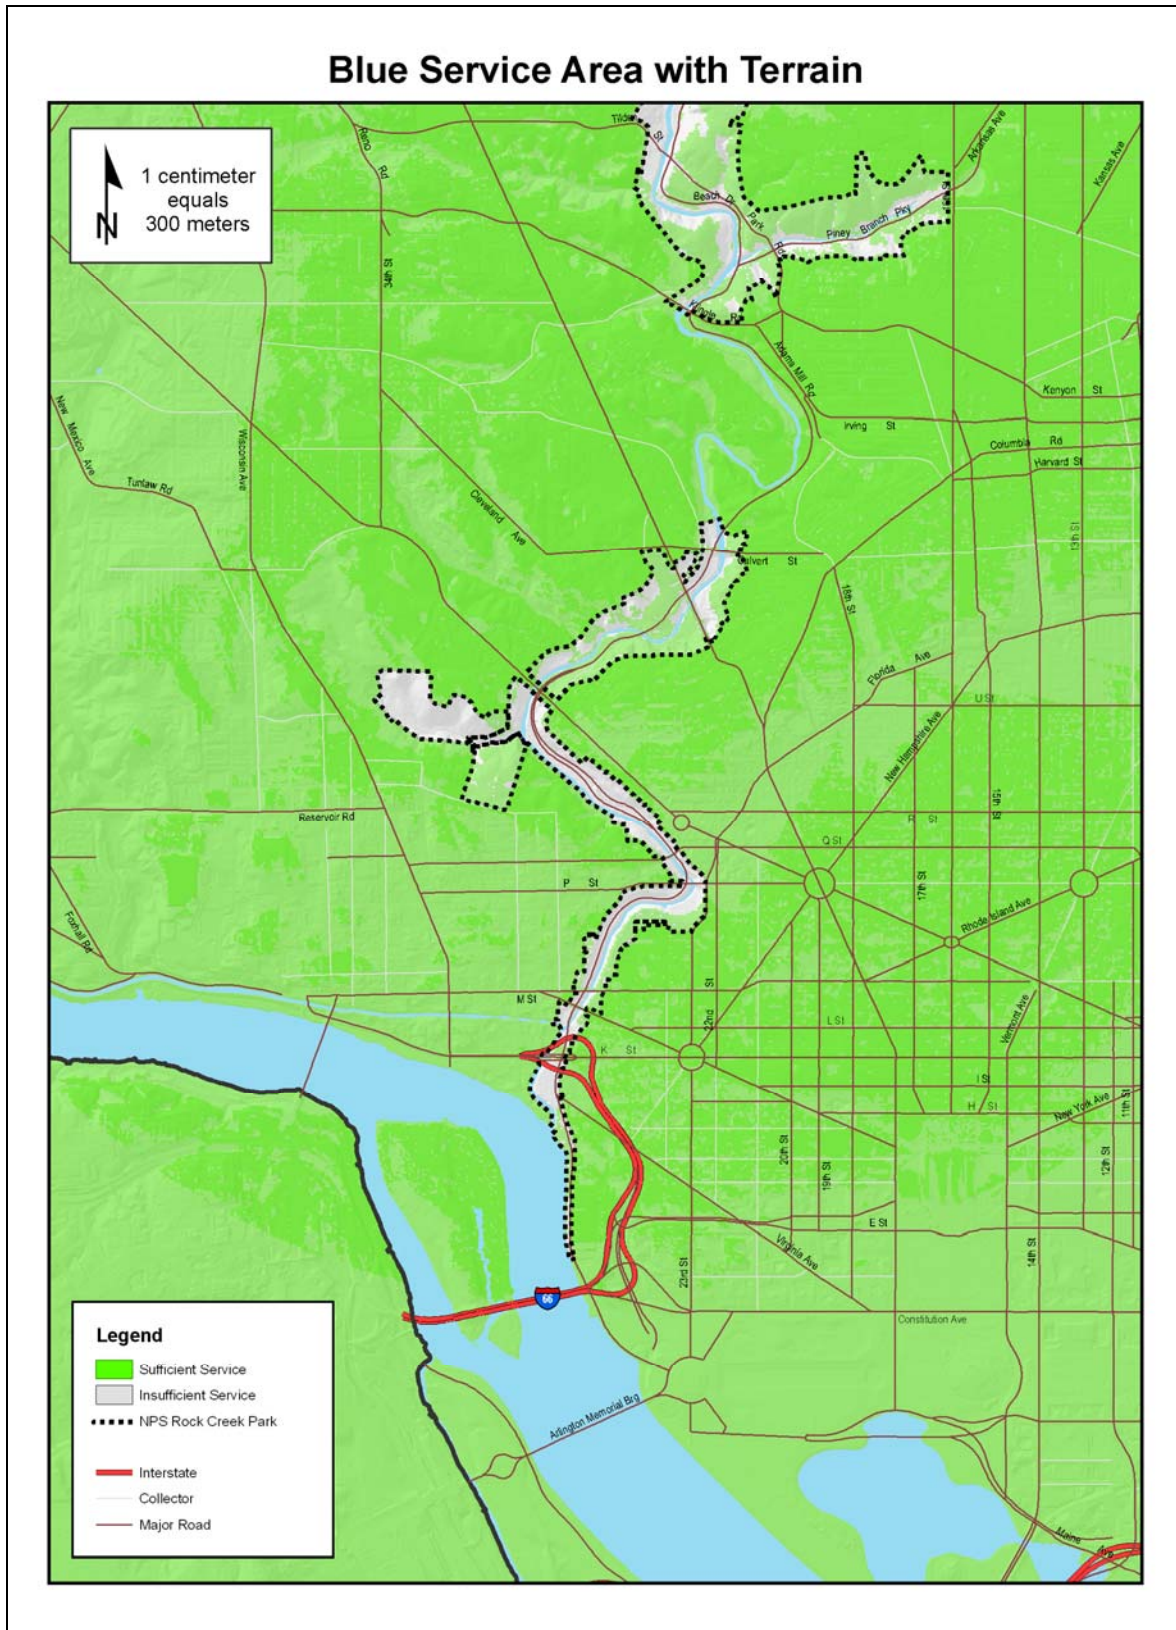 Blue Service Area with Terrain
1 centimeter
equals
300 meters
N
Reno Rd
Tilden St
Arkansas Ave
Kansas Ave
Beach Dr
Park Rd
Piney Branch Pky
34th St
Klingle Rd
Adams Mill Rd
Kenyon St
Irving St
Columbia Rd
Harvard St
New Mexico Ave
Wisconsin Ave
Tunlaw Rd
Cleveland Ave
13th St
Calvert St
18th St
Florida Ave
U St
New Hampshire Ave
15th St
Reservoir Rd
R St
Q St
P St
17th St
Rhode Island Ave
Foxhall Rd
M St
22nd St
L St
Vermont Ave
K St
I St
H St
New York Ave
11th St
20th St
19th St
12th St
E St
Virginia Ave
23rd St
14th St
66
Constitution Ave
Arlington Memorial Brg
Maine Ave
Legend
Sufficient Service
Insufficient Service
NPS Rock Creek Park
Interstate
Collector
Major Road